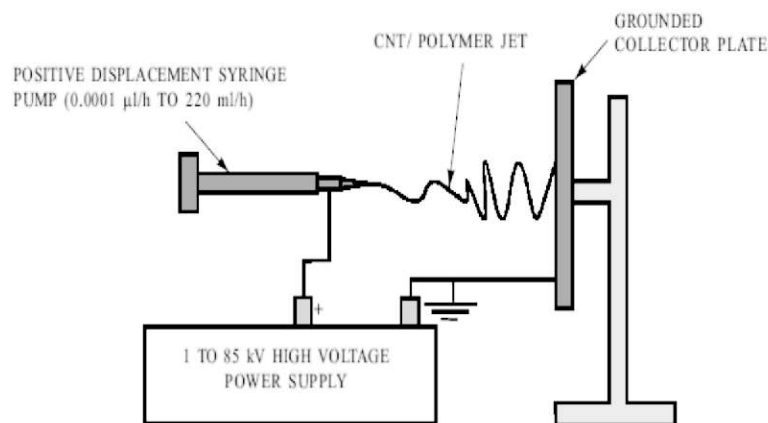 GROUNDED
COLLECTOR PLATE
CNT/ POLYMER JET
POSITIVE DISPLACEMENT SYRINGE
PUMP (0.0001 µl/h TO 220 ml/h)
+
1 TO 85 kV HIGH VOLTAGE
POWER SUPPLY